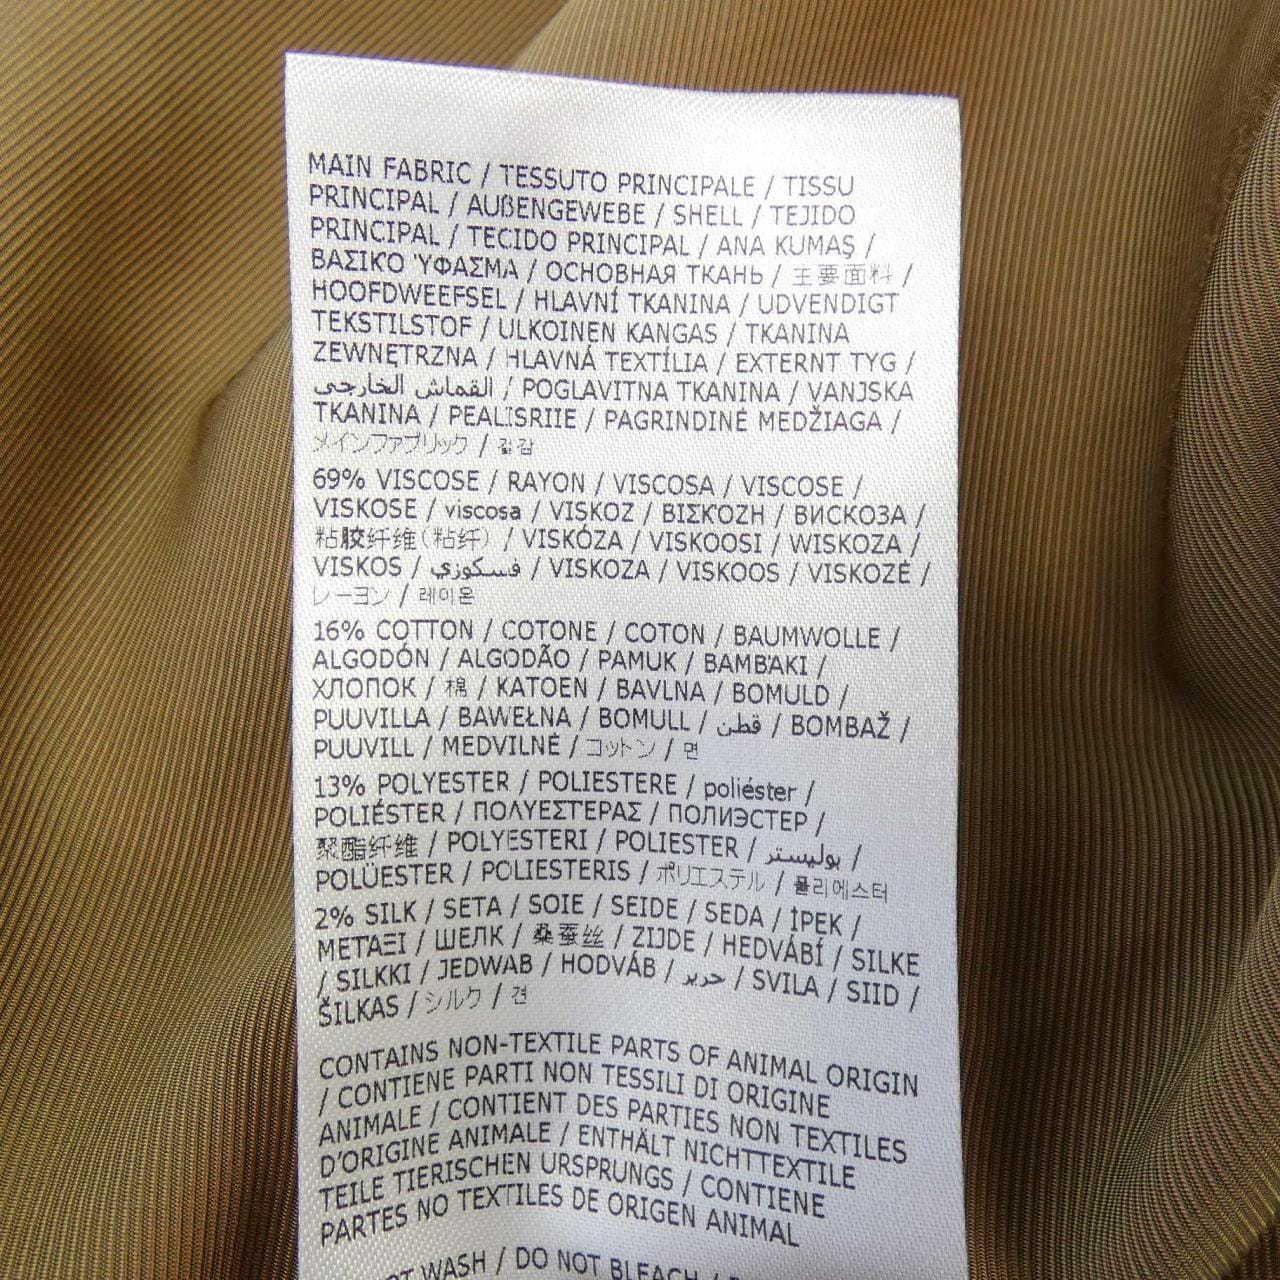 MAIN FABRIC / TESSUTO PRINCIPALE / TISSU
PRINCIPAL / AUßENGEWEBE / SHELL / TEJIDO
PRINCIPAL / TECIDO PRINCIPAL / ANA KUMAŞ /
ΒΑΣΙΚΌ ΎΦΑΣΜΑ / ОСНОВНАЯ ТКАНЬ / 主要面料 /
HOOFDWEEFSEL / HLAVNÍ TKANINA / UDVENDIGT
TEKSTILSTOF / ULKOINEN KANGAS / TKANINA
ZEWNĘTRZNA / HLAVNÁ TEXTÍLIA / EXTERNT TYG /
القماش الخارجى / POGLAVITNA TKANINA / VANJSKA
TKANINA / PEALISRIIE / PAGRINDINĖ MEDŽIAGA /
メインファブリック / 겉감
69% VISCOSE / RAYON / VISCOSA / VISCOSE /
VISKOSE / viscosa / VISKOZ / ΒΙΣΚΟΖΗ / ВИСКОЗА /
粘胶纤维(粘纤) / VISKÓZA / VISKOOSI / WISKOZA /
VISKOS / فسكوزي / VISKOZA / VISKOOS / VISKOZĖ /
レーヨン / 레이온
16% COTTON / COTONE / COTON / BAUMWOLLE /
ALGODÓN / ALGODÃO / PAMUK / ΒΑΜΒΆΚΙ /
ХЛОПОК / 棉 / KATOEN / BAVLNA / BOMULD /
PUUVILLA / BAWEŁNA / BOMULL / قطن / BOMBAŽ /
PUUVILL / MEDVILNĖ / コットン / 면
13% POLYESTER / POLIESTERE / poliéster /
POLIÉSTER / ΠΟΛΥΕΣΤΈΡΑΣ / ПОЛИЭСТЕР /
聚酯纤维 / POLYESTERI / POLIESTER / بوليستر /
POLÜESTER / POLIESTERIS / ポリエステル / 폴리에스터
2% SILK / SETA / SOIE / SEIDE / SEDA / İPEK /
ΜΕΤΑΞΙ / ШЕЛК / 桑蚕丝 / ZIJDE / HEDVÁBÍ / SILKE
/ SILKKI / JEDWAB / HODVÁB / حرير / SVILA / SIID /
ŠILKAS / シルク / 견
CONTAINS NON-TEXTILE PARTS OF ANIMAL ORIGIN
/ CONTIENE PARTI NON TESSILI DI ORIGINE
ANIMALE / CONTIENT DES PARTIES NON TEXTILES
D'ORIGINE ANIMALE / ENTHÄLT NICHTTEXTILE
TEILE TIERISCHEN URSPRUNGS / CONTIENE
PARTES NO TEXTILES DE ORIGEN ANIMAL
WASH / DO NOT BLEACH /